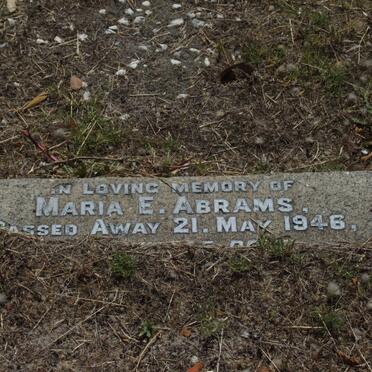 IN LOVING MEMORY OF
MARIA E. ABRAMS.
PASSED AWAY 21. MAY 1946.